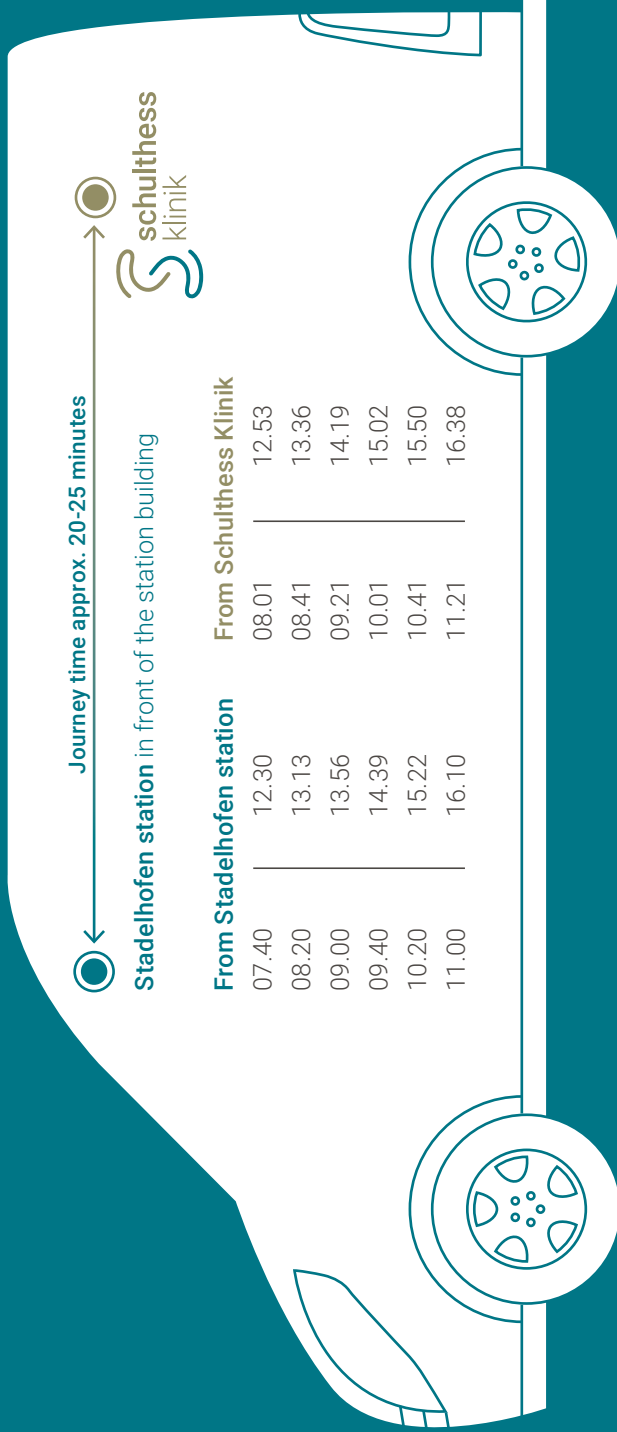 Journey time approx. 20-25 minutes
schulthess
klinik
Stadelhofen station in front of the station building
From Stadelhofen station
07.40 12.30
08.20 13.13
09.00 13.56
09.40 14.39
10.20 15.22
11.00 16.10
From Schulthess Klinik
08.01 12.53
08.41 13.36
09.21 14.19
10.01 15.02
10.41 15.50
11.21 16.38